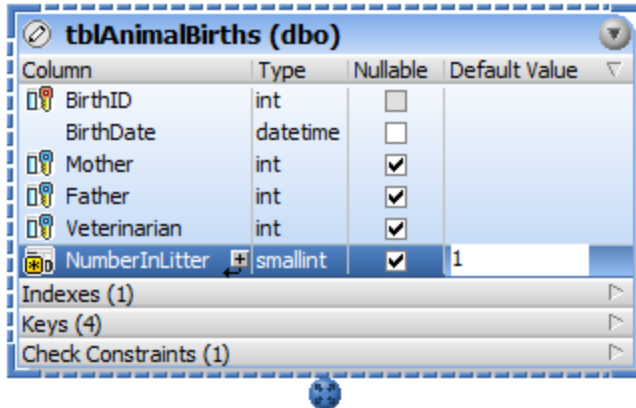 tblAnimalBirths (dbo)
Column Type Nullable Default Value
BirthID int
BirthDate datetime
Mother int
Father int
Veterinarian int
NumberInLitter smallint 1
Indexes (1)
Keys (4)
Check Constraints (1)